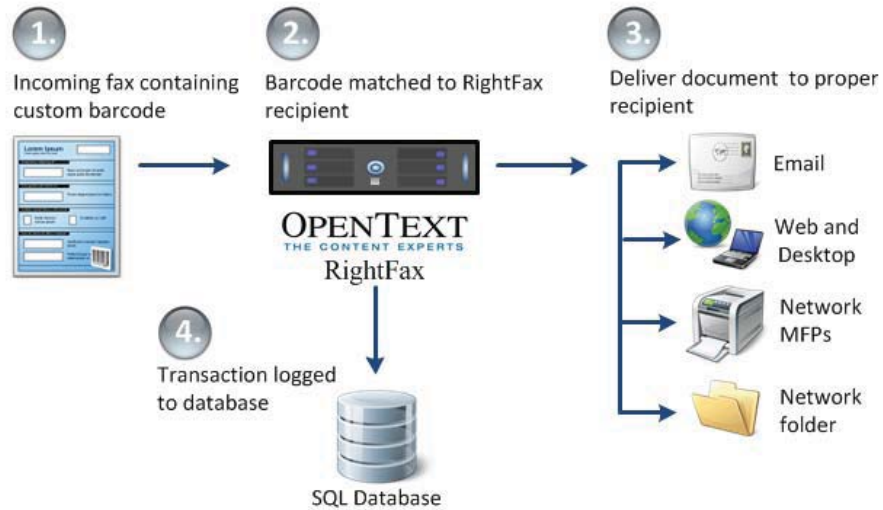 1.
Incoming fax containing
custom barcode
Lorem Ipsum
2.
Barcode matched to RightFax
recipient
OPENTEXT
THE CONTENT EXPERTS
RightFax
3.
Deliver document to proper
recipient
Email
Web and
Desktop
Network
MFPs
Network
folder
4.
Transaction logged
to database
SQL Database